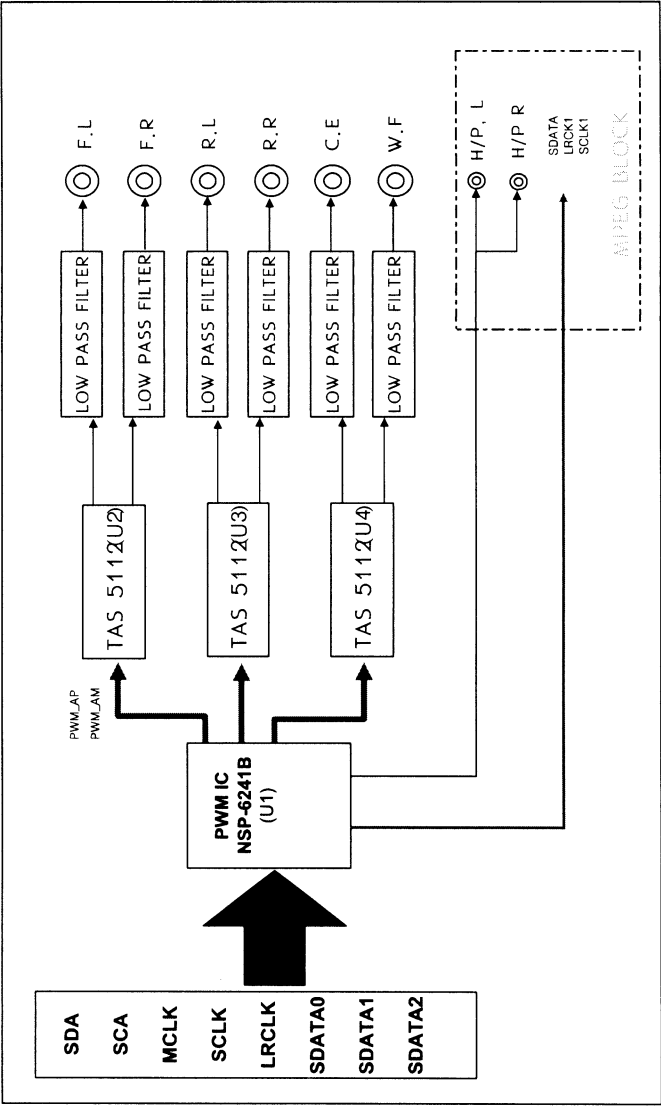 SDA
SCA
MCLK
SCLK
LRCLK
SDATA0
SDATA1
SDATA2
PWM IC
NSP-6241B
(U1)
PWM_AP
PWM_AM
TAS 5112(U2)
TAS 5112(U3)
TAS 5112(U4)
LOW PASS FILTER
LOW PASS FILTER
LOW PASS FILTER
LOW PASS FILTER
LOW PASS FILTER
LOW PASS FILTER
F.L
F.R
R.L
R.R
C.E
W.F
H/P, L
H/P R
SDATA
LRCK1
SCLK1
MPEG BLOCK